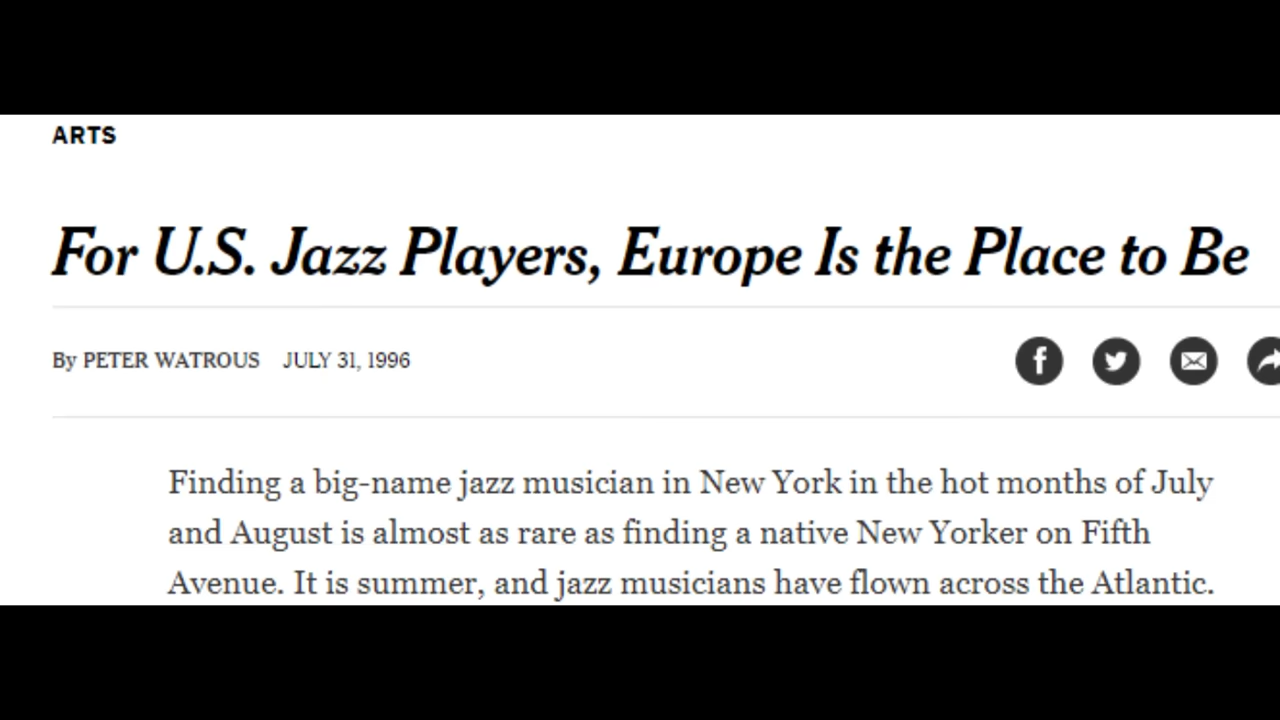 ARTS
For U.S. Jazz Players, Europe Is the Place to Be
By PETER WATROUS JULY 31, 1996
Finding a big-name jazz musician in New York in the hot months of July
and August is almost as rare as finding a native New Yorker on Fifth
Avenue. It is summer, and jazz musicians have flown across the Atlantic.